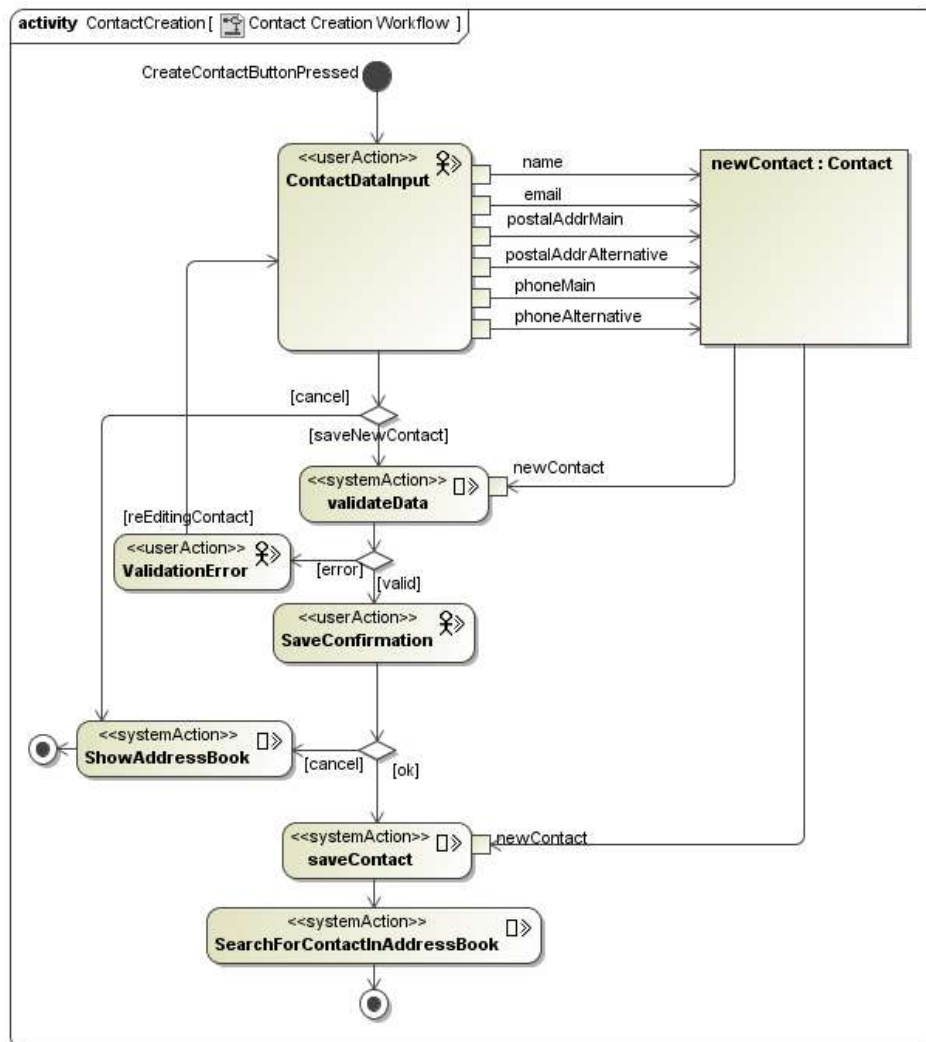 activity ContactCreation [ Contact Creation Workflow ]
CreateContactButtonPressed
<<userAction>>
ContactDataInput
name
email
postalAddrMain
postalAddrAlternative
phoneMain
phoneAlternative
newContact : Contact
[cancel]
[saveNewContact]
<<systemAction>>
validateData
newContact
[reEditingContact]
<<userAction>>
ValidationError
[error]
[valid]
<<userAction>>
SaveConfirmation
<<systemAction>>
ShowAddressBook
[cancel]
[ok]
<<systemAction>>
saveContact
newContact
<<systemAction>>
SearchForContactInAddressBook